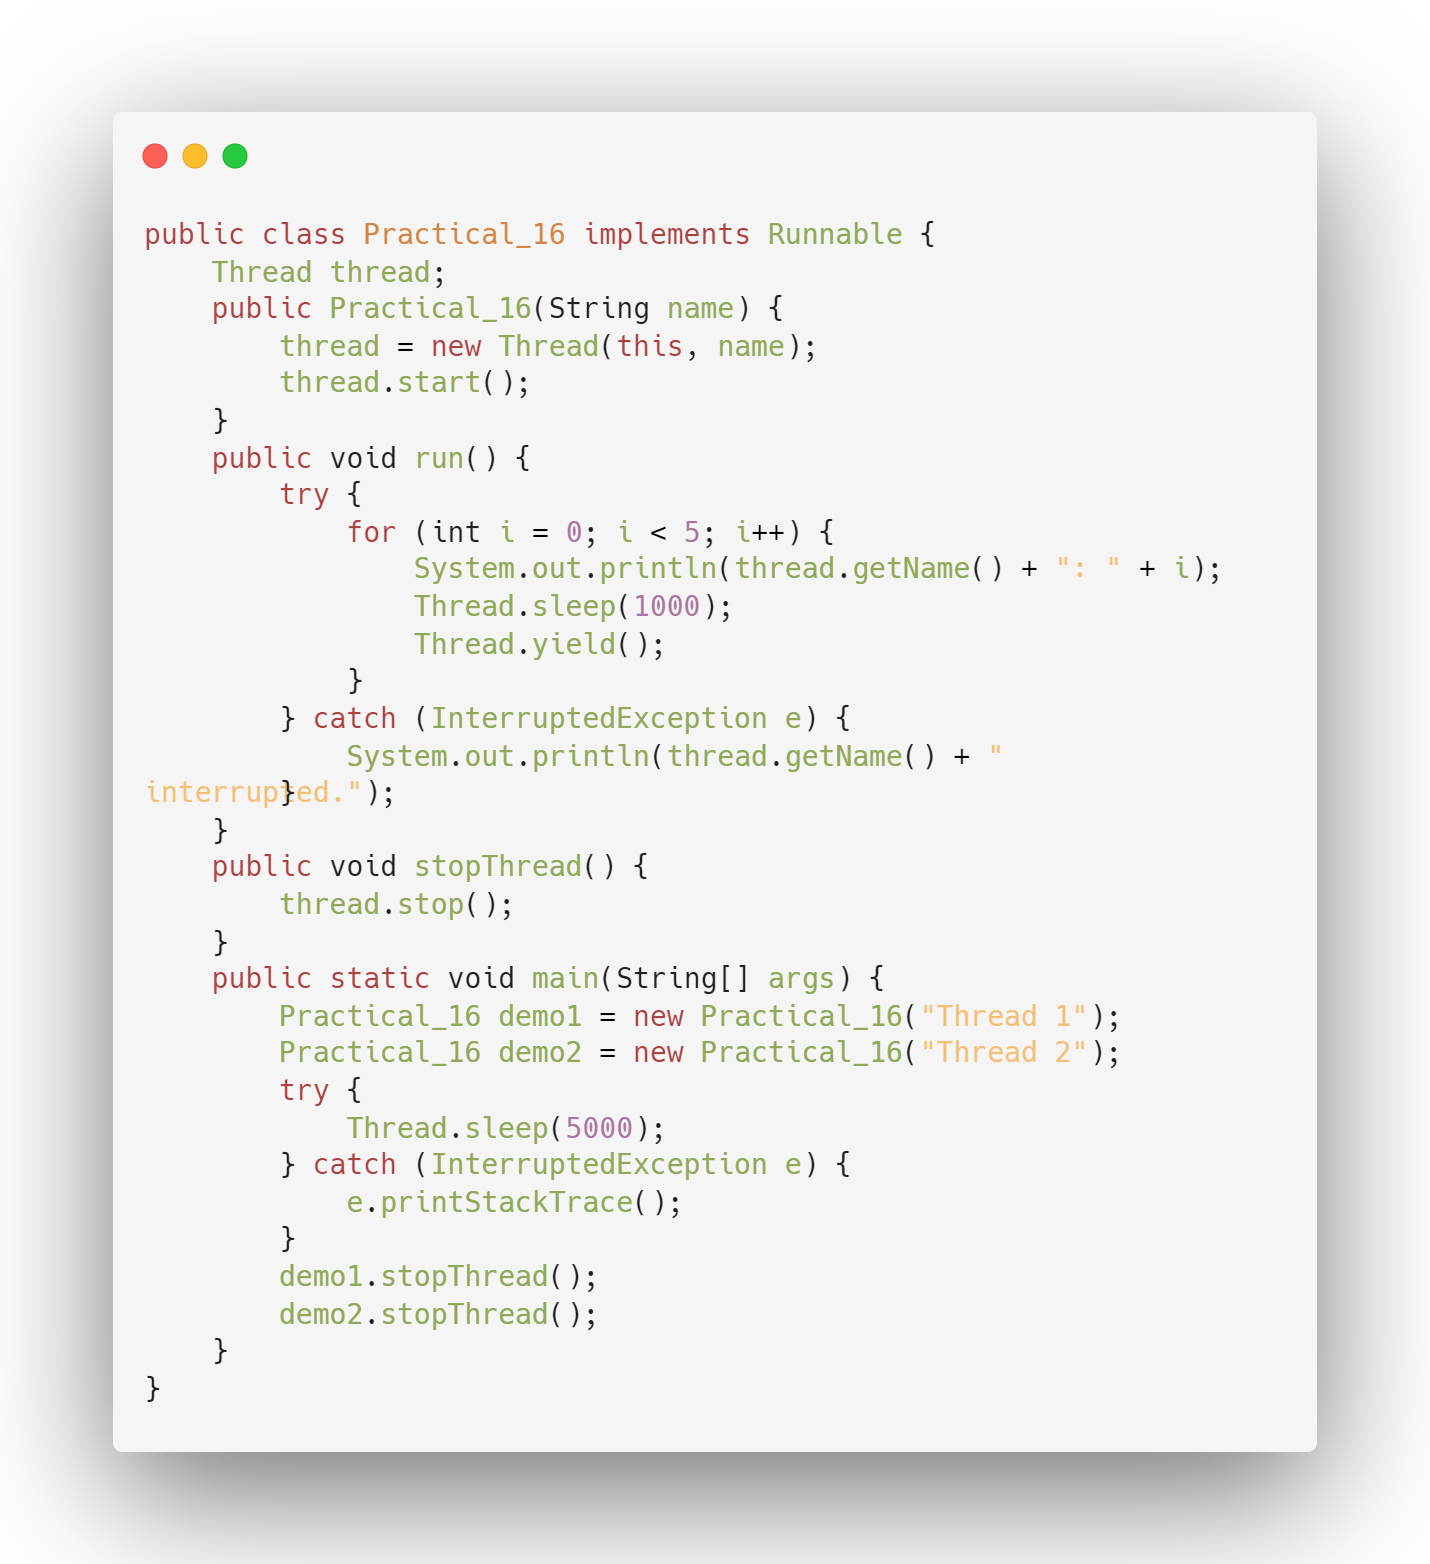 public class Practical_16 implements Runnable {
    Thread thread;
    public Practical_16(String name) {
        thread = new Thread(this, name);
        thread.start();
    }
    public void run() {
        try {
            for (int i = 0; i < 5; i++) {
                System.out.println(thread.getName() + ": " + i);
                Thread.sleep(1000);
                Thread.yield();
            }
        } catch (InterruptedException e) {
            System.out.println(thread.getName() + "
interrupted.");
        }
    }
    public void stopThread() {
        thread.stop();
    }
    public static void main(String[] args) {
        Practical_16 demo1 = new Practical_16("Thread 1");
        Practical_16 demo2 = new Practical_16("Thread 2");
        try {
            Thread.sleep(5000);
        } catch (InterruptedException e) {
            e.printStackTrace();
        }
        demo1.stopThread();
        demo2.stopThread();
    }
}